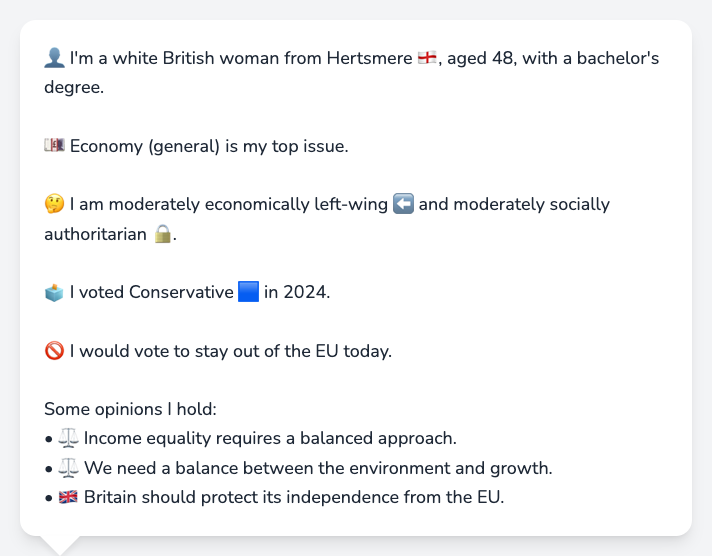 👤 I'm a white British woman from Hertsmere 🏴󠁧󠁢󠁥󠁮󠁧󠁿, aged 48, with a bachelor's
degree.
💷 Economy (general) is my top issue.
🤔 I am moderately economically left-wing ⬅️ and moderately socially
authoritarian 🔒.
🗳️ I voted Conservative 🟦 in 2024.
🚫 I would vote to stay out of the EU today.
Some opinions I hold:
• ⚖️ Income equality requires a balanced approach.
• ⚖️ We need a balance between the environment and growth.
• 🇬🇧 Britain should protect its independence from the EU.